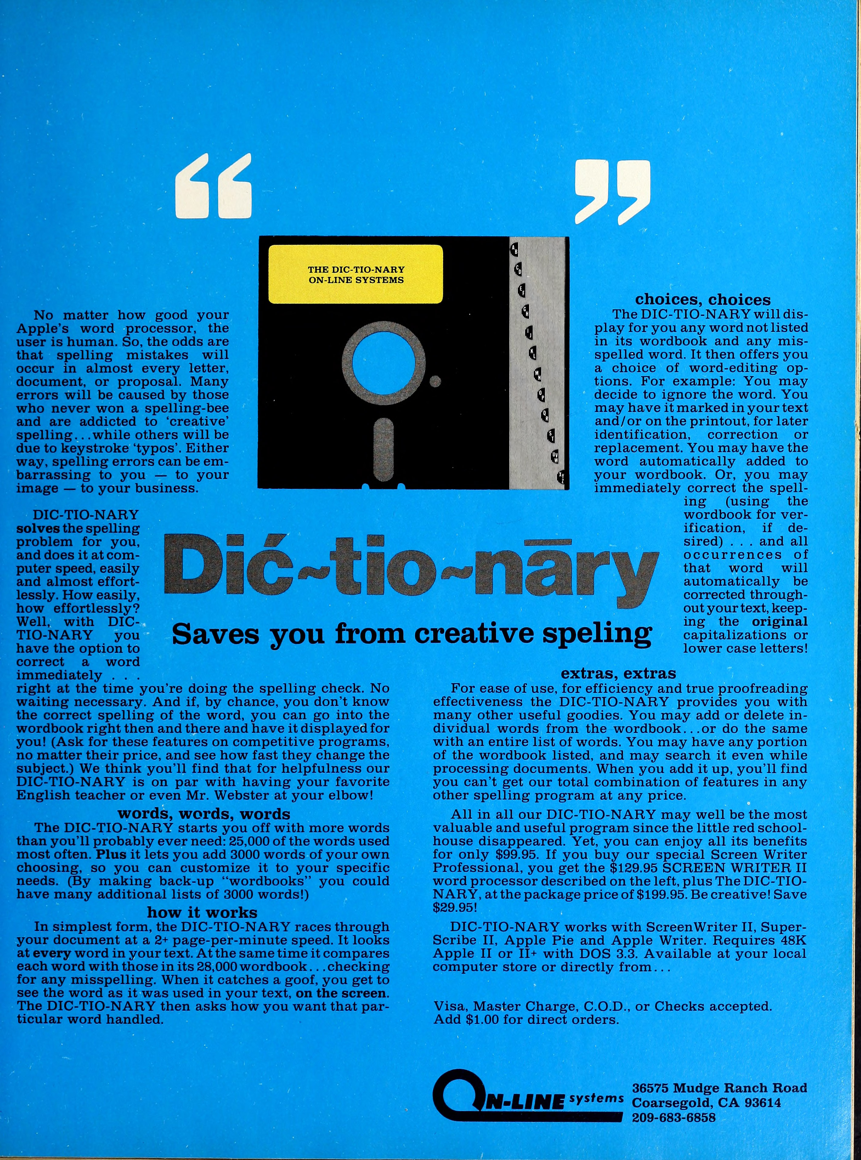 “ ”
THE DIC-TIO-NARY
ON-LINE SYSTEMS
No matter how good your
Apple's word processor, the
user is human. So, the odds are
that spelling mistakes will
occur in almost every letter,
document, or proposal. Many
errors will be caused by those
who never won a spelling-bee
and are addicted to ‘creative’
spelling...while others will be
due to keystroke ‘typos’. Either
way, spelling errors can be em-
barrassing to you — to your
image — to your business.
DIC-TIO-NARY
solves the spelling
problem for you,
and does it at com-
puter speed, easily
and almost effort-
lessly. How easily,
how effortlessly?
Well, with DIC-
TIO-NARY you
have the option to
correct a word
immediately . . .
right at the time you're doing the spelling check. No
waiting necessary. And if, by chance, you don't know
the correct spelling of the word, you can go into the
wordbook right then and there and have it displayed for
you! (Ask for these features on competitive programs,
no matter their price, and see how fast they change the
subject.) We think you'll find that for helpfulness our
DIC-TIO-NARY is on par with having your favorite
English teacher or even Mr. Webster at your elbow!
words, words, words
The DIC-TIO-NARY starts you off with more words
than you'll probably ever need: 25,000 of the words used
most often. Plus it lets you add 3000 words of your own
choosing, so you can customize it to your specific
needs. (By making back-up “wordbooks” you could
have many additional lists of 3000 words!)
how it works
In simplest form, the DIC-TIO-NARY races through
your document at a 2+ page-per-minute speed. It looks
at every word in your text. At the same time it compares
each word with those in its 28,000 wordbook...checking
for any misspelling. When it catches a goof, you get to
see the word as it was used in your text, on the screen.
The DIC-TIO-NARY then asks how you want that par-
ticular word handled.
Dić~tio~nāry
Saves you from creative speling
choices, choices
The DIC-TIO-NARY will dis-
play for you any word not listed
in its wordbook and any mis-
spelled word. It then offers you
a choice of word-editing op-
tions. For example: You may
decide to ignore the word. You
may have it marked in your text
and/or on the printout, for later
identification, correction or
replacement. You may have the
word automatically added to
your wordbook. Or, you may
immediately correct the spell-
ing (using the
wordbook for ver-
ification, if de-
sired) . . . and all
occurrences of
that word will
automatically be
corrected through-
out your text, keep-
ing the original
capitalizations or
lower case letters!
extras, extras
For ease of use, for efficiency and true proofreading
effectiveness the DIC-TIO-NARY provides you with
many other useful goodies. You may add or delete in-
dividual words from the wordbook...or do the same
with an entire list of words. You may have any portion
of the wordbook listed, and may search it even while
processing documents. When you add it up, you'll find
you can't get our total combination of features in any
other spelling program at any price.
All in all our DIC-TIO-NARY may well be the most
valuable and useful program since the little red school-
house disappeared. Yet, you can enjoy all its benefits
for only $99.95. If you buy our special Screen Writer
Professional, you get the $129.95 SCREEN WRITER II
word processor described on the left, plus The DIC-TIO-
NARY, at the package price of $199.95. Be creative! Save
$29.95!
DIC-TIO-NARY works with ScreenWriter II, Super-
Scribe II, Apple Pie and Apple Writer. Requires 48K
Apple II or II+ with DOS 3.3. Available at your local
computer store or directly from...
Visa, Master Charge, C.O.D., or Checks accepted.
Add $1.00 for direct orders.
ON-LINE systems
36575 Mudge Ranch Road
Coarsegold, CA 93614
209-683-6858